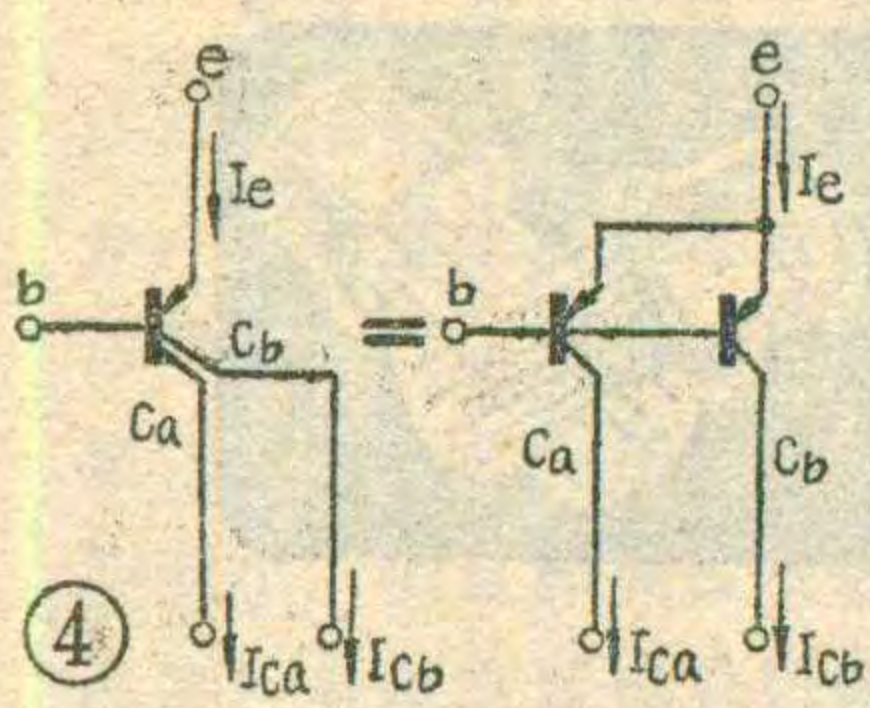 e e
Ie Ie
b = b
Cb
Ca Ca Cb
④ ICa ICb ICa ICb